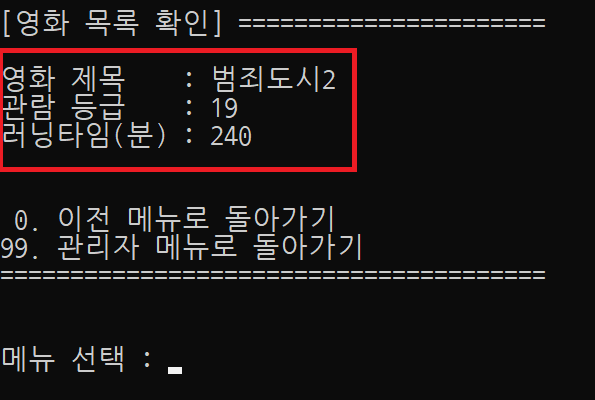 [영화 목록 확인] ======================
영화 제목    : 범죄도시2
관람 등급    : 19
러닝타임(분) : 240
 0. 이전 메뉴로 돌아가기
99. 관리자 메뉴로 돌아가기
=======================================
메뉴 선택 :